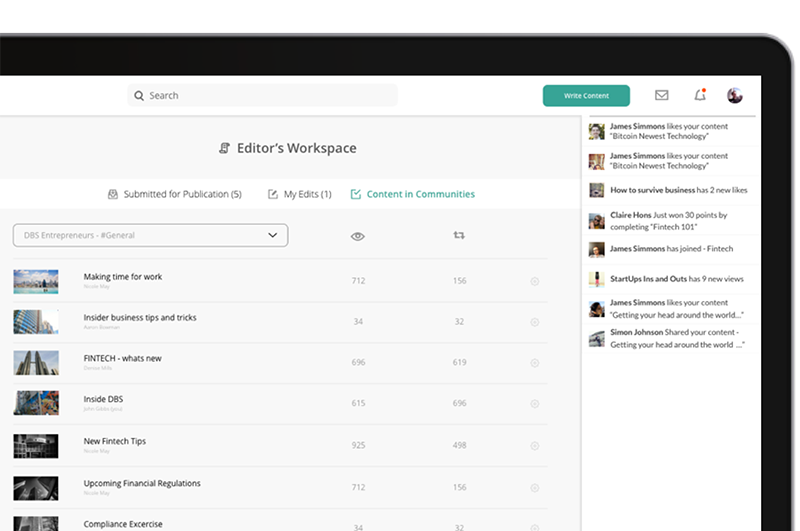 Search
Write Content
Editor's Workspace
Submitted for Publication (5)
My Edits (1)
Content in Communities
DBS Entrepreneurs - #General
Making time for work
Nicole May
712
156
Insider business tips and tricks
Aaron Bowman
34
32
FINTECH - whats new
Denise Mills
696
619
Inside DBS
615
696
New Fintech Tips
Nicole May
925
498
Upcoming Financial Regulations
Nicole May
712
156
Compliance Excercise
34
32
James Simmons likes your content
"Bitcoin Newest Technology"
James Simmons likes your content
"Bitcoin Newest Technology"
How to survive business has 2 new likes
Claire Hons Just won 30 points by
completing "Fintech 101"
James Simmons has joined - Fintech
StartUps Ins and Outs has 9 new views
James Simmons likes your content
"Getting your head around the world..."
Simon Johnson Shared your content -
Getting your head around the world ..."